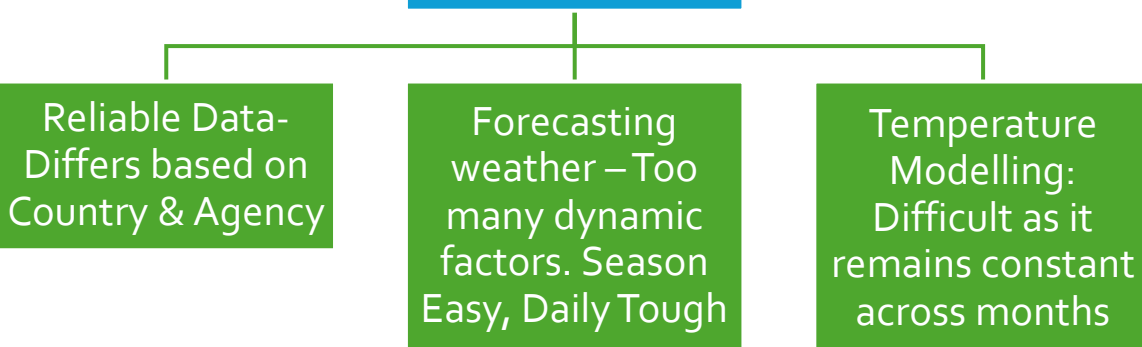 Reliable Data-
Differs based on
Country & Agency
Forecasting
weather – Too
many dynamic
factors. Season
Easy, Daily Tough
Temperature
Modelling:
Difficult as it
remains constant
across months